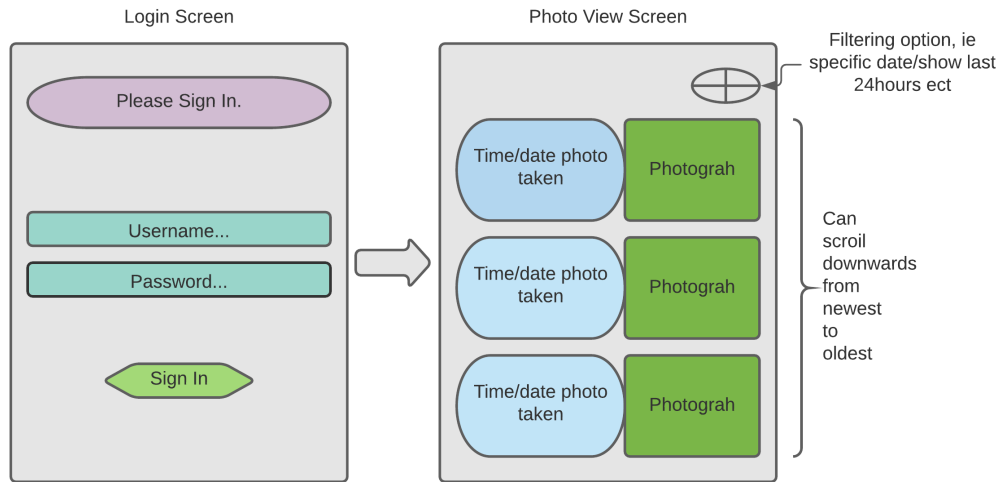 Login Screen
Please Sign In.
Username...
Password...
Sign In
Photo View Screen
Filtering option, ie
specific date/show last
24hours ect
Time/date photo
taken
Photograh
Time/date photo
taken
Photograh
Time/date photo
taken
Photograh
Can
scroil
downwards
from
newest
to
oldest